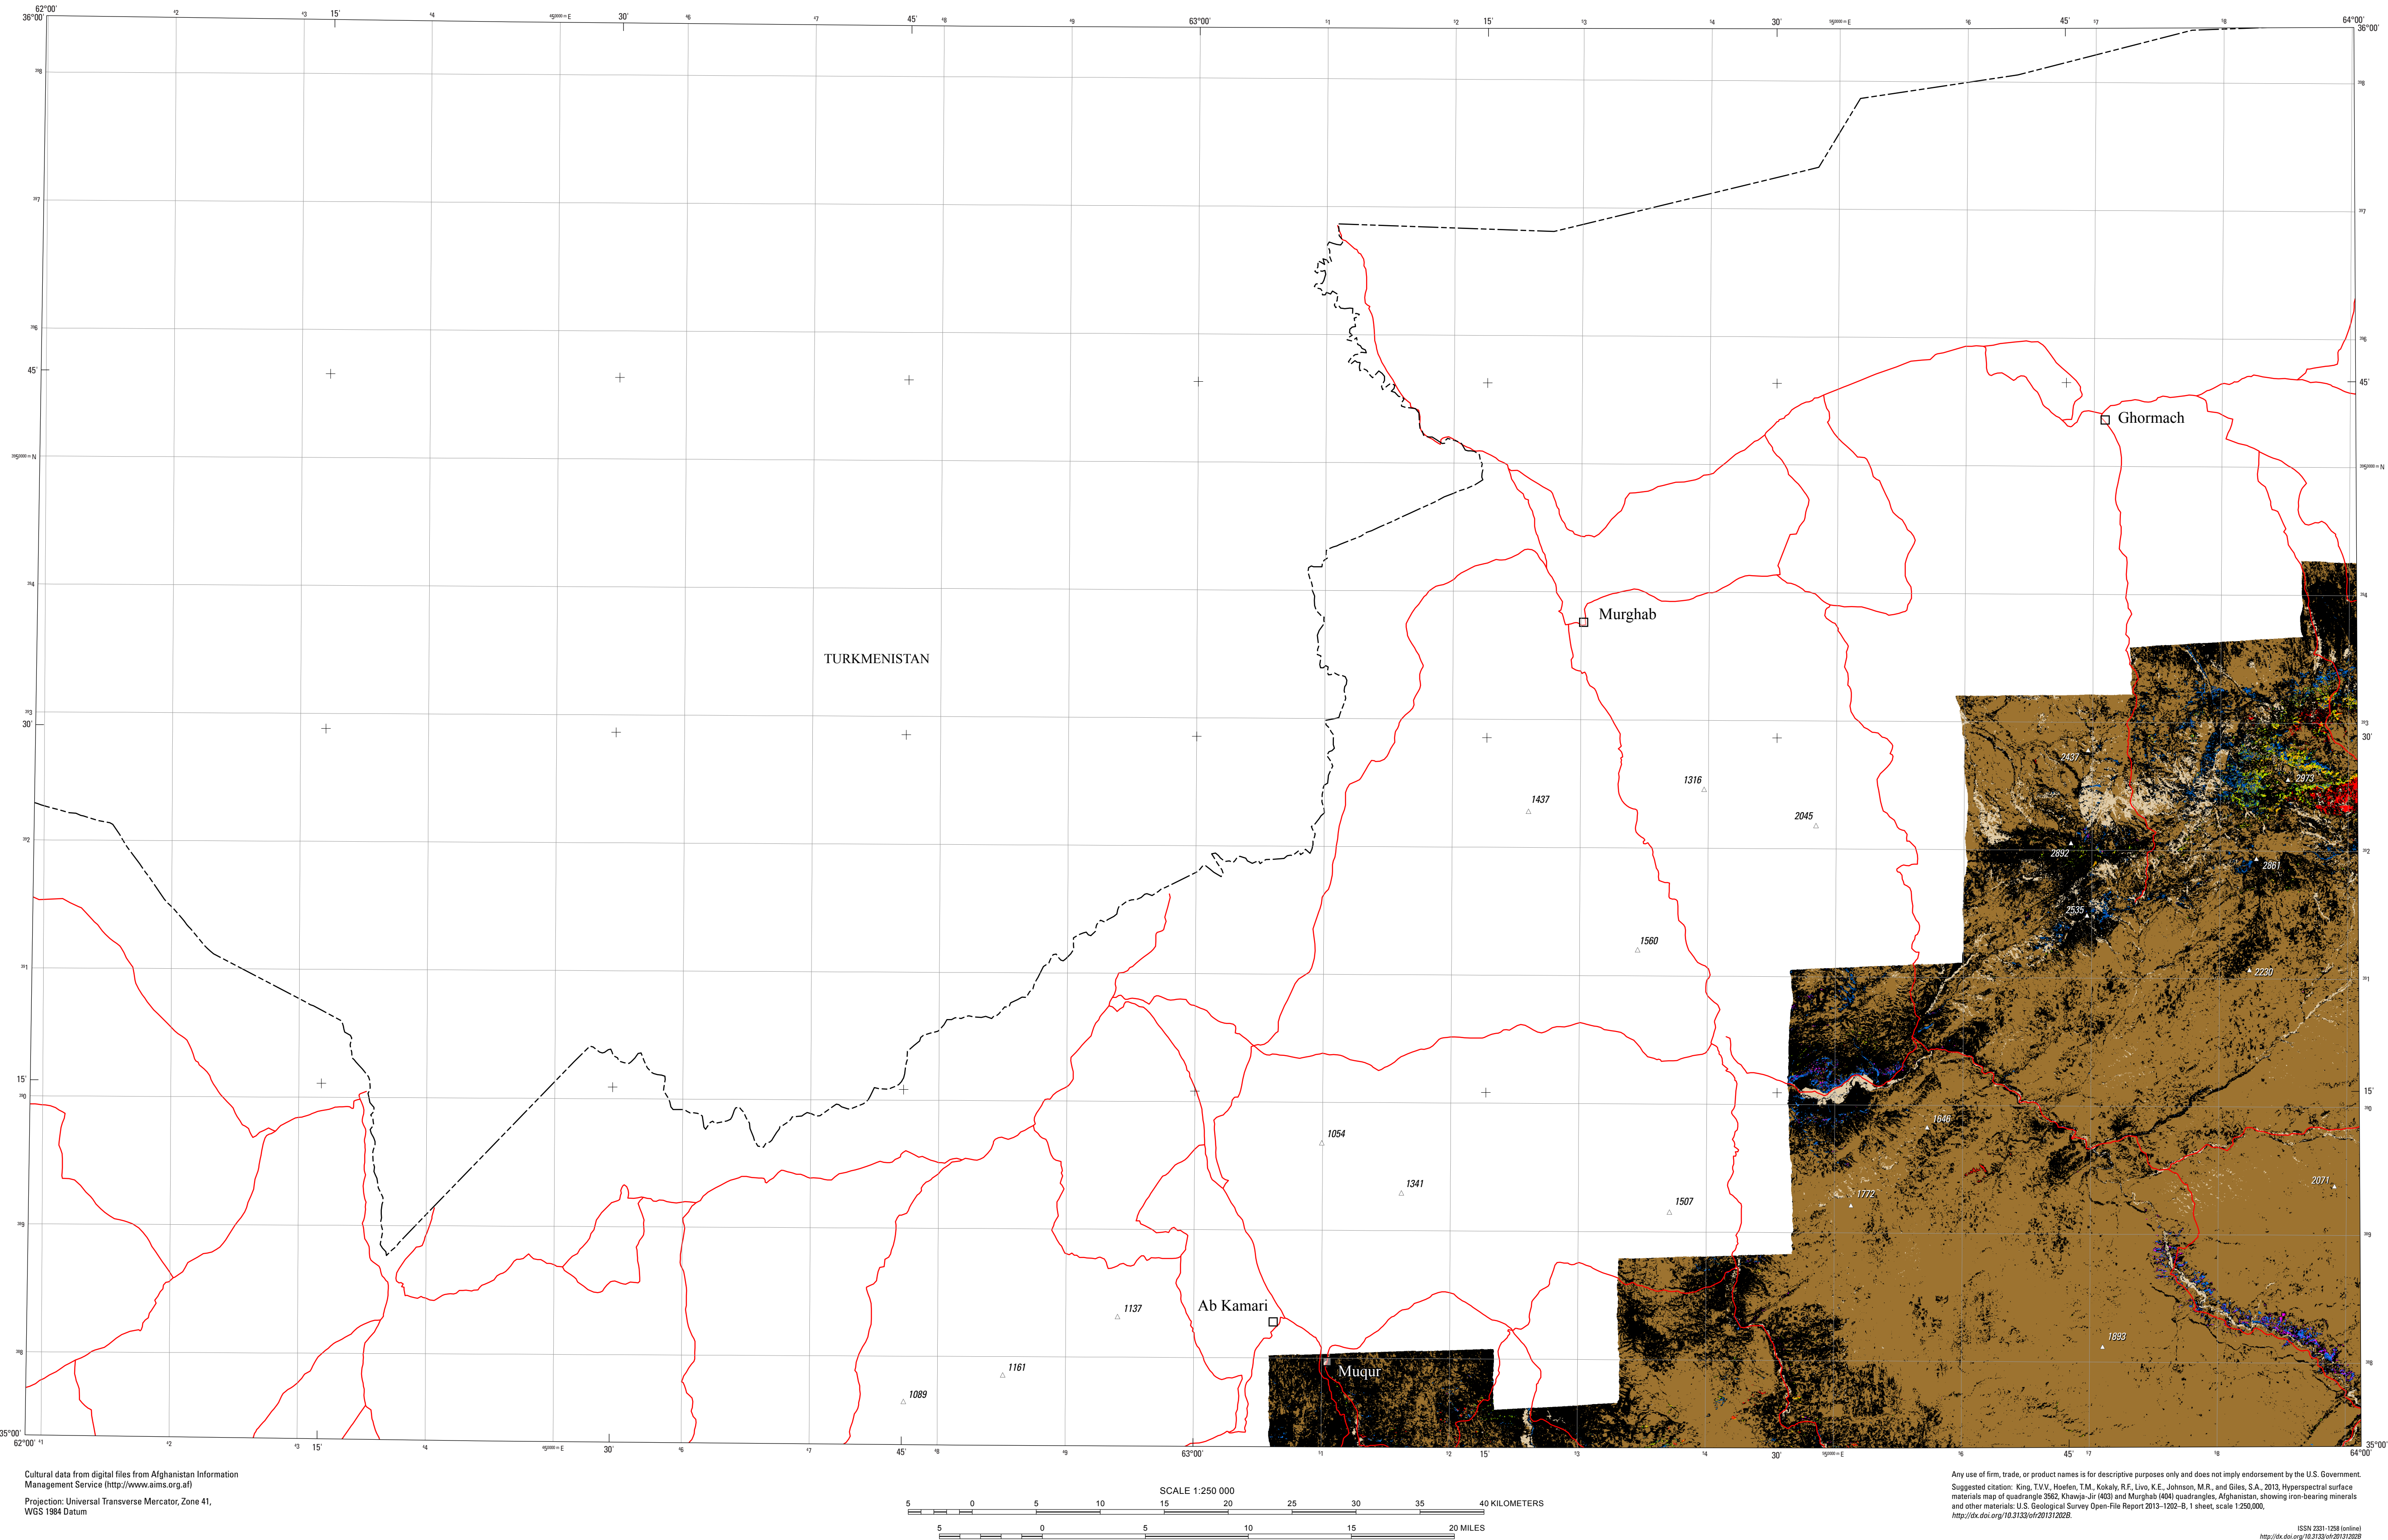 62°00' 15' 30' 45' 63°00' 15' 30' 45' 64°00'
36°00' 36°00'
45' 45'
Ghormach
Murghab
TURKMENISTAN
30' 30'
2437
2973
1316
1437
2045
2892
2861
2535
1560
2230
15' 15'
1646
1054
1341
1772
2071
1507
Ab Kamari
1137
1893
Muqur
1161
1089
35°00' 35°00'
62°00' 15' 30' 45' 63°00' 15' 30' 45' 64°00'
Cultural data from digital files from Afghanistan Information
Management Service (http://www.aims.org.af)
Projection: Universal Transverse Mercator, Zone 41,
WGS 1984 Datum
SCALE 1:250 000
5 0 5 10 15 20 25 30 35 40 KILOMETERS
5 0 5 10 15 20 MILES
Any use of firm, trade, or product names is for descriptive purposes only and does not imply endorsement by the U.S. Government.
Suggested citation: King, T.V.V., Hoefen, T.M., Kokaly, R.F., Livo, K.E., Johnson, M.R., and Giles, S.A., 2013, Hyperspectral surface
materials map of quadrangle 3562, Khawja-Jir (403) and Murghab (404) quadrangles, Afghanistan, showing iron-bearing minerals
and other materials: U.S. Geological Survey Open-File Report 2013–1202–B, 1 sheet, scale 1:250,000,
http://dx.doi.org/10.3133/ofr20131202B.
ISSN 2331-1258 (online)
http://dx.doi.org/10.3133/ofr20131202B